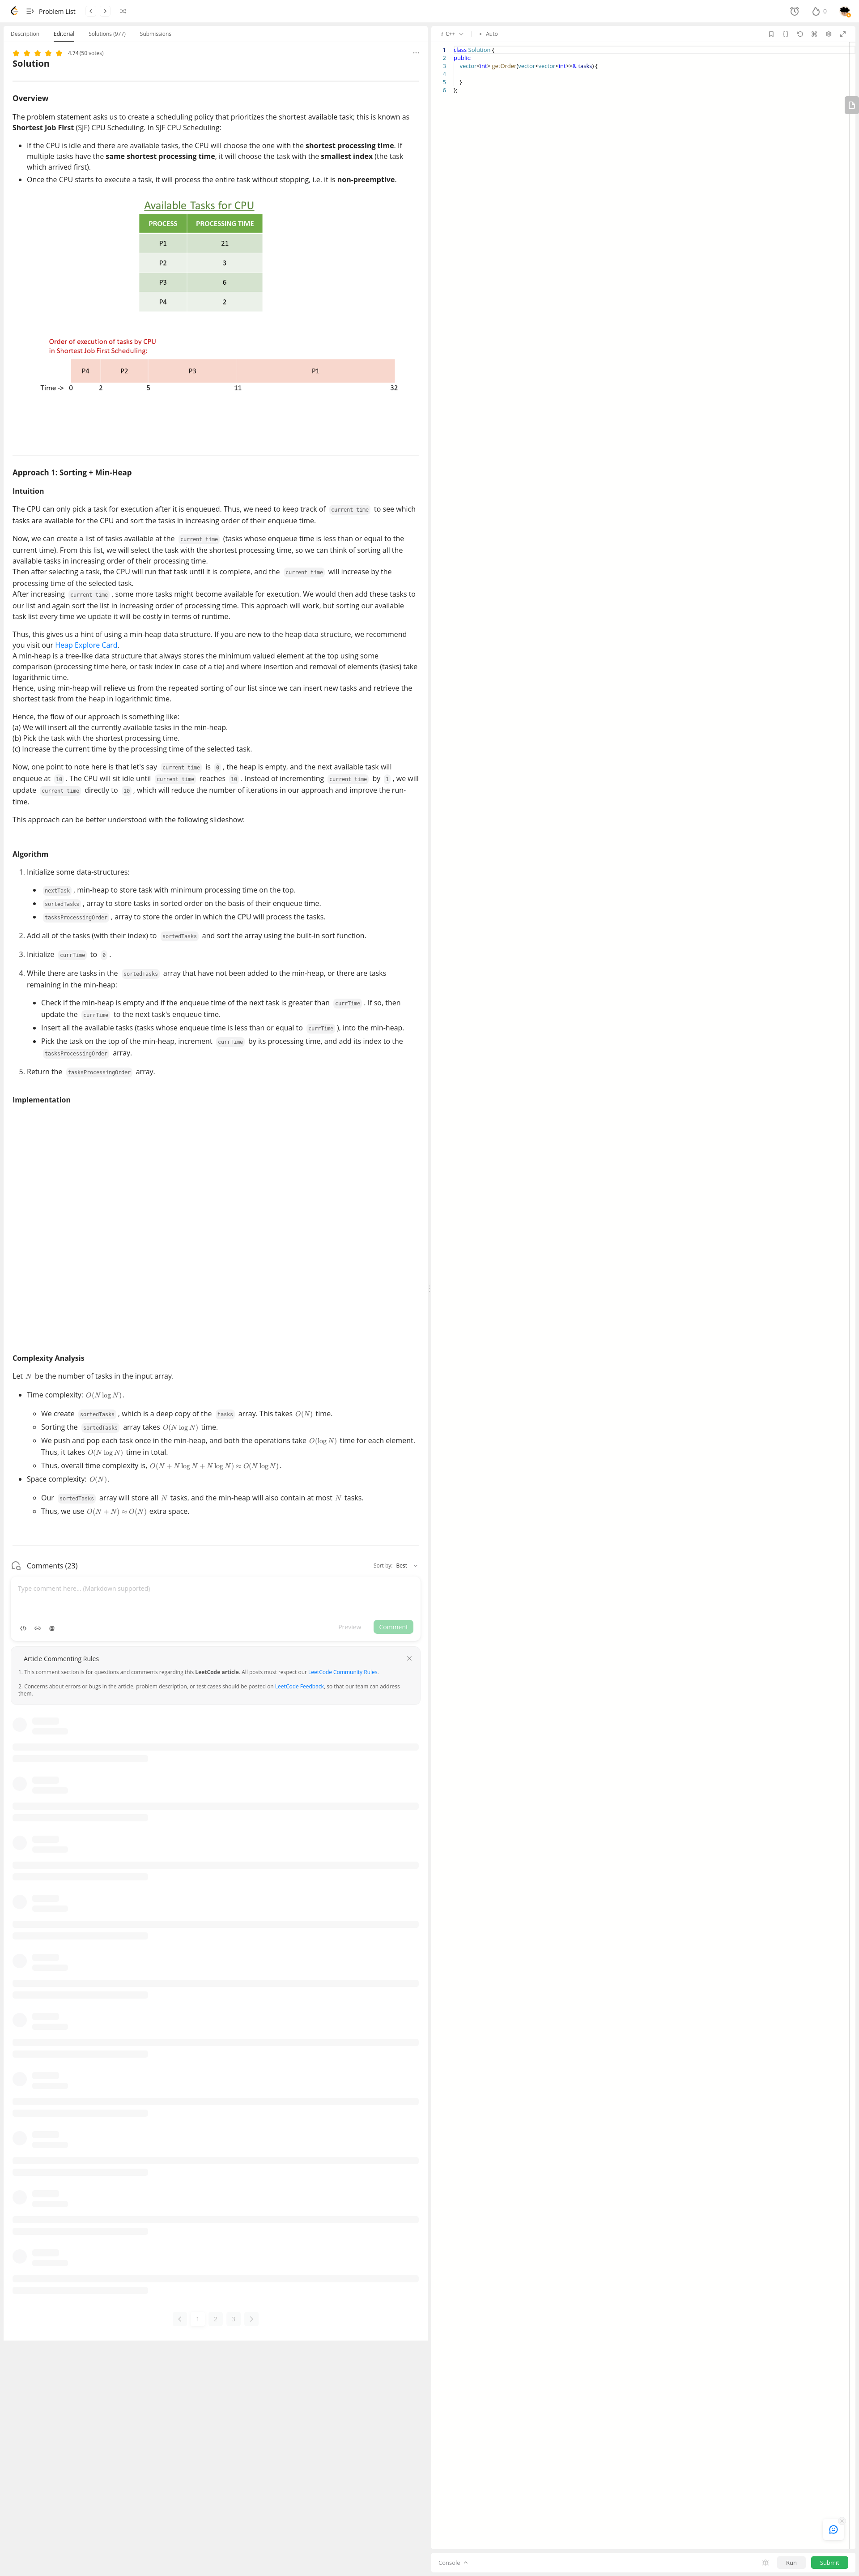 Problem List
0
Description Editorial Solutions (977) Submissions
4.74 (50 votes)
Solution
Overview
The problem statement asks us to create a scheduling policy that prioritizes the shortest available task; this is known as
Shortest Job First (SJF) CPU Scheduling. In SJF CPU Scheduling:
If the CPU is idle and there are available tasks, the CPU will choose the one with the shortest processing time. If
multiple tasks have the same shortest processing time, it will choose the task with the smallest index (the task
which arrived first).
Once the CPU starts to execute a task, it will process the entire task without stopping, i.e. it is non-preemptive.
Available Tasks for CPU
PROCESS PROCESSING TIME
P1 21
P2 3
P3 6
P4 2
Order of execution of tasks by CPU
in Shortest Job First Scheduling:
P4 P2 P3 P1
Time -> 0 2 5 11 32
Approach 1: Sorting + Min-Heap
Intuition
The CPU can only pick a task for execution after it is enqueued. Thus, we need to keep track of current time to see which
tasks are available for the CPU and sort the tasks in increasing order of their enqueue time.
Now, we can create a list of tasks available at the current time (tasks whose enqueue time is less than or equal to the
current time). From this list, we will select the task with the shortest processing time, so we can think of sorting all the
available tasks in increasing order of their processing time.
Then after selecting a task, the CPU will run that task until it is complete, and the current time will increase by the
processing time of the selected task.
After increasing current time , some more tasks might become available for execution. We would then add these tasks to
our list and again sort the list in increasing order of processing time. This approach will work, but sorting our available
task list every time we update it will be costly in terms of runtime.
Thus, this gives us a hint of using a min-heap data structure. If you are new to the heap data structure, we recommend
you visit our Heap Explore Card.
A min-heap is a tree-like data structure that always stores the minimum valued element at the top using some
comparison (prcessing time here, or task index in case of a tie) and where insertion and removal of elements (tasks) take
logarithmic time.
Hence, using min-heap will relieve us from the repeated sorting of our list since we can insert new tasks and retrieve the
shortest task from the heap in logarithmic time.
Hence, the flow of our approach is something like:
(a) We will insert all the currently available tasks in the min-heap.
(b) Pick the task with the shortest processing time.
(c) Increase the current time by the processing time of the selected task.
Now, one point to note here is that let's say current time is 0 , the heap is empty, and the next available task will
enqueue at 10 . The CPU will sit idle until current time reaches 10 . Instead of incrementing current time by 1 , we will
update current time directly to 10 , which will reduce the number of iterations in our approach and improve the run-
time.
This approach can be better understood with the following slideshow:
Algorithm
1. Initialize some data-structures:
nextTask , min-heap to store task with minimum processing time on the top.
sortedTasks , array to store tasks in sorted order on the basis of their enqueue time.
tasksProcessingOrder , array to store the order in which the CPU will process the tasks.
2. Add all of the tasks (with their index) to sortedTasks and sort the array using the built-in sort function.
3. Initialize currTime to 0 .
4. While there are tasks in the sortedTasks array that have not been added to the min-heap, or there are tasks
remaining in the min-heap:
Check if the min-heap is empty and if the enqueue time of the next task is greater than currTime . If so, then
update the currTime to the next task's enqueue time.
Insert all the available tasks (tasks whose enqueue time is less than or equal to currTime ), into the min-heap.
Pick the task on the top of the min-heap, increment currTime by its processing time, and add its index to the
tasksProcessingOrder array.
5. Return the tasksProcessingOrder array.
Implementation
Complexity Analysis
Let N be the number of tasks in the input array.
Time complexity: O(N log N).
We create sortedTasks , which is a deep copy of the tasks array. This takes O(N) time.
Sorting the sortedTasks array takes O(N log N) time.
We push and pop each task once in the min-heap, and both the operations take O(log N) time for each element.
Thus, it takes O(N log N) time in total.
Thus, overall time complexity is, O(N + N log N + N log N) ≈ O(N log N).
Space complexity: O(N).
Our sortedTasks array will store all N tasks, and the min-heap will also contain at most N tasks.
Thus, we use O(N + N) ≈ O(N) extra space.
Comments (23) Sort by: Best
Type comment here... (Markdown supported)
Preview Comment
Article Commenting Rules
1. This comment section is for questions and comments regarding this LeetCode article. All posts must respect our LeetCode Community Rules.
2. Concerns about errors or bugs in the article, problem description, or test cases should be posted on LeetCode Feedback, so that our team can address
them.
1 2 3
i C++ Auto
1 class Solution {
2 public:
3 vector<int> getOrder(vector<vector<int>>& tasks) {
4
5 }
6 };
Console Run Submit